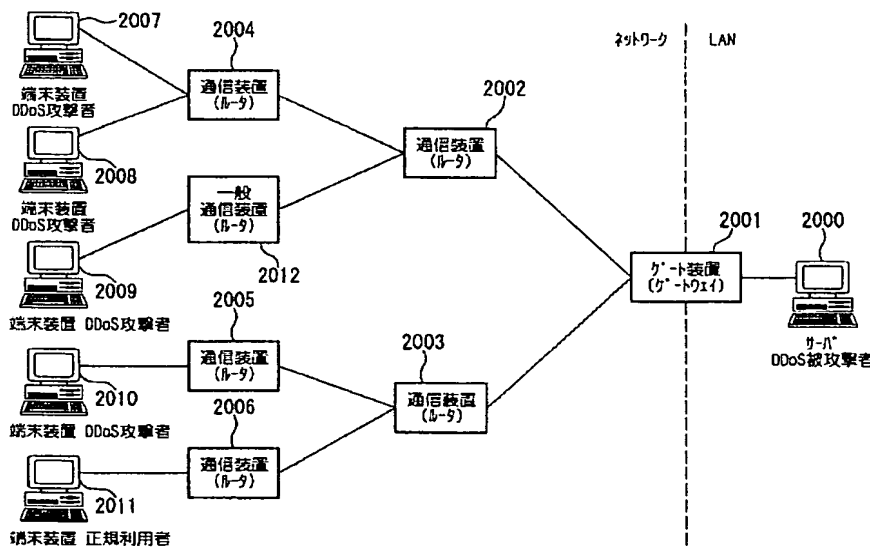 2007
端末装置
DDoS攻撃者
2008
端末装置
DDoS攻撃者
2009
端末装置 DDoS攻撃者
2010
端末装置 DDoS攻撃者
2011
端末装置 正規利用者
2004
通信装置
(ルータ)
一般
通信装置
(ルータ)
2012
2005
通信装置
(ルータ)
2006
通信装置
(ルータ)
2002
通信装置
(ルータ)
2003
通信装置
(ルータ)
ネットワーク
LAN
2001
ゲート装置
(ゲートウェイ)
2000
サーバ
DDoS被攻撃者